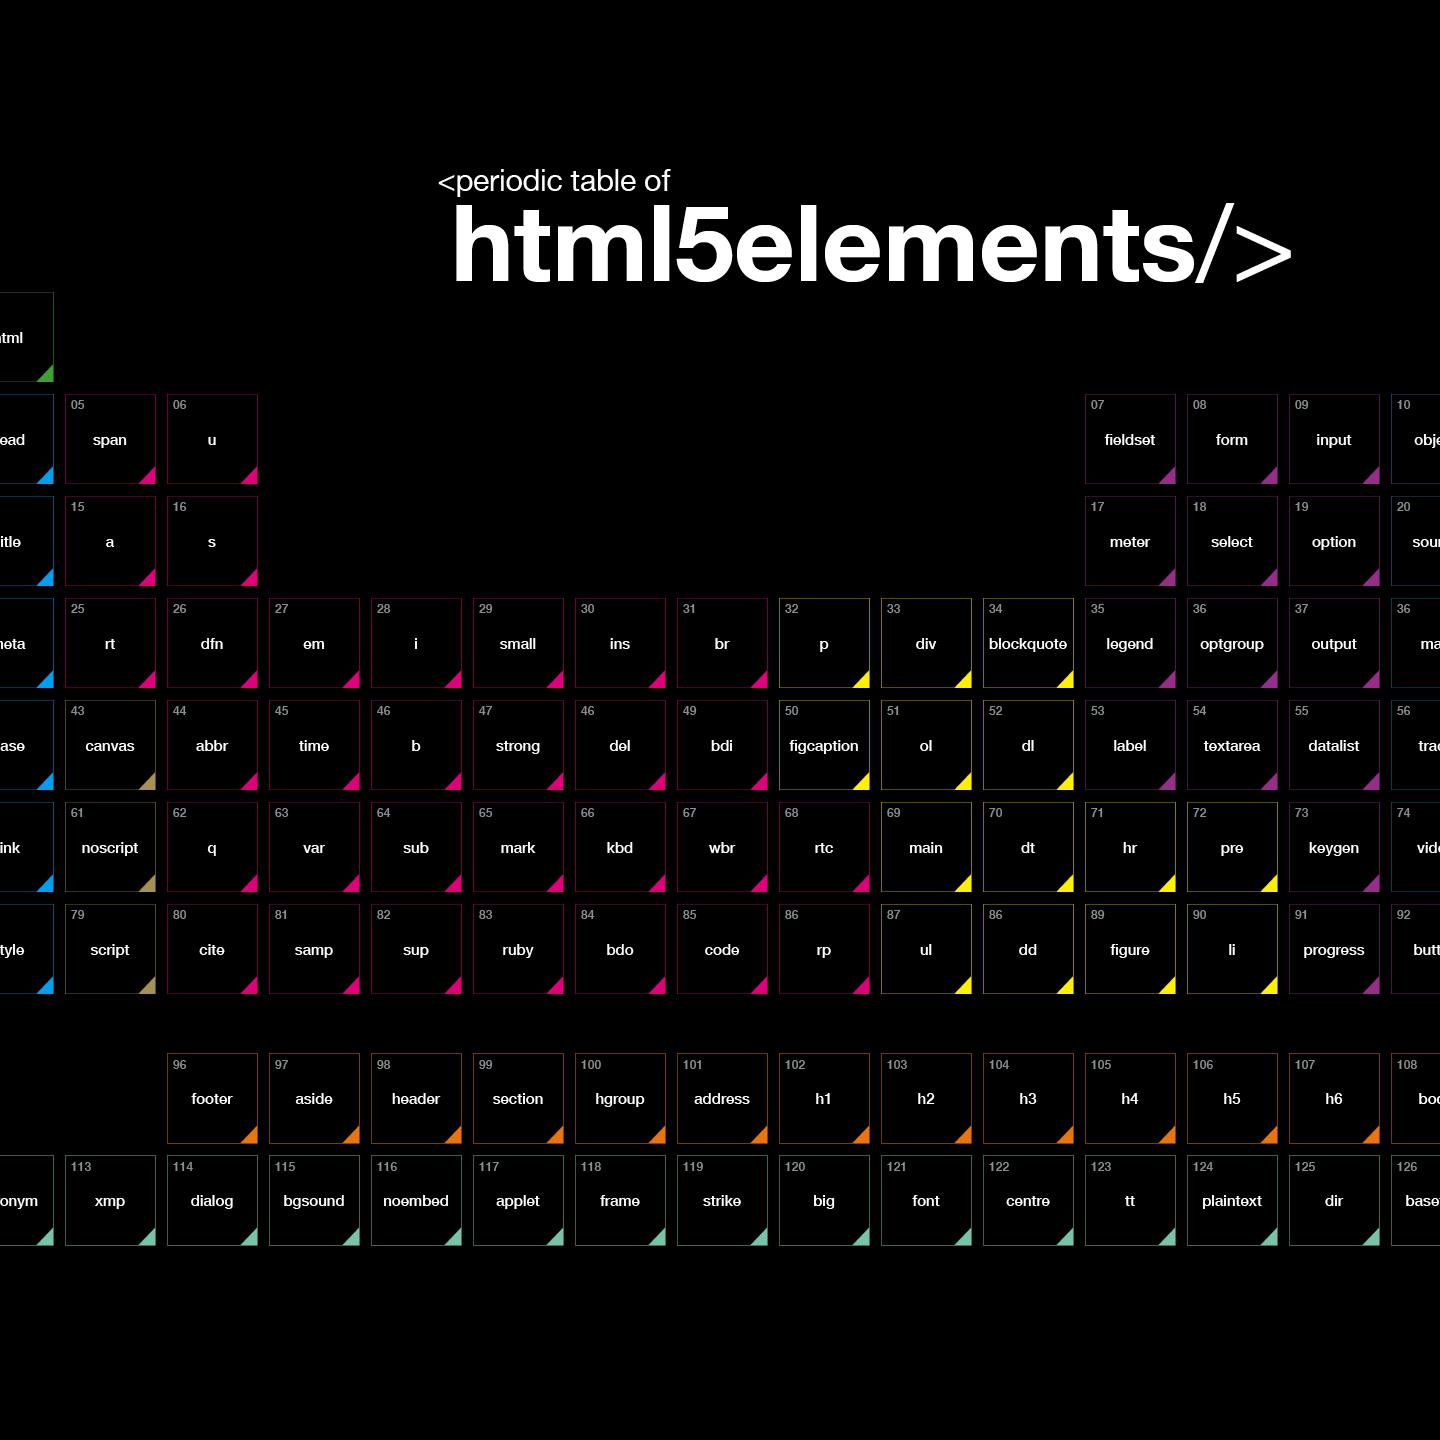 <periodic table of
html5elements/>
tml
05 06 07 08 09 10
ead span u fieldset form input obje
15 16 17 18 19 20
itle a s meter select option sour
25 26 27 28 29 30 31 32 33 34 35 36 37 36
neta rt dfn em i small ins br p div blockquote legend optgroup output ma
43 44 45 46 47 46 49 50 51 52 53 54 55 56
ase canvas abbr time b strong del bdi figcaption ol dl label textarea datalist trac
61 62 63 64 65 66 67 68 69 70 71 72 73 74
ink noscript q var sub mark kbd wbr rtc main dt hr pre keygen vide
79 80 81 82 83 84 85 86 87 86 89 90 91 92
tyle script cite samp sup ruby bdo code rp ul dd figure li progress butt
96 97 98 99 100 101 102 103 104 105 106 107 108
footer aside header section hgroup address h1 h2 h3 h4 h5 h6 boc
113 114 115 116 117 118 119 120 121 122 123 124 125 126
onym xmp dialog bgsound noembed applet frame strike big font centre tt plaintext dir base